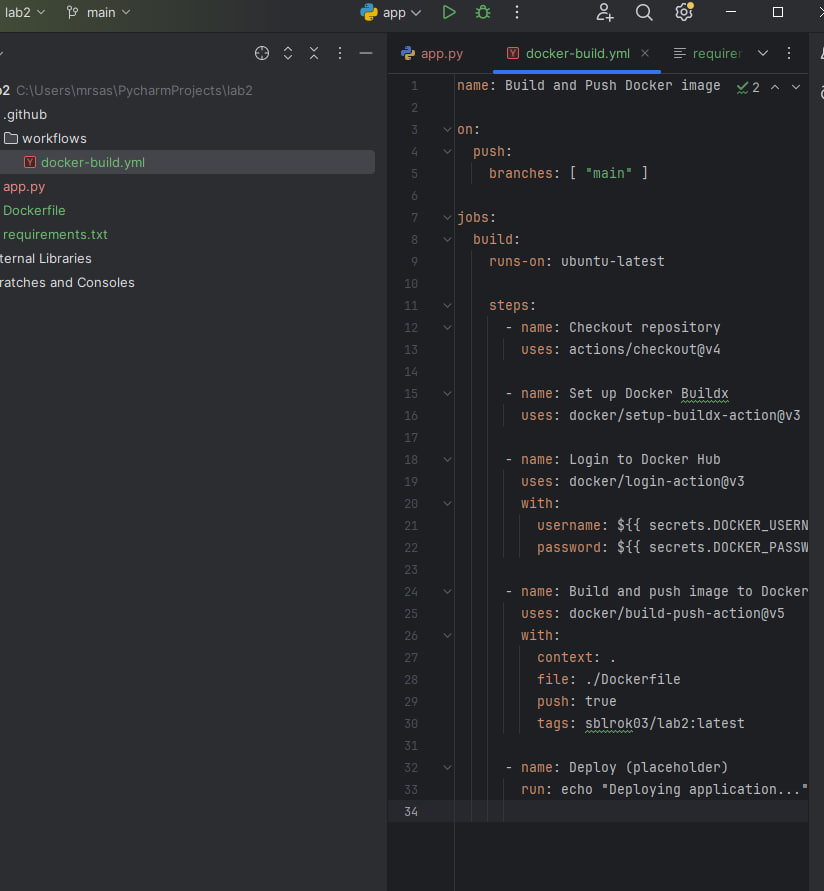 lab2 main app
app.py docker-build.yml
C:\Users\mrsas\PycharmProjects\lab2
.github
workflows
docker-build.yml
app.py
Dockerfile
requirements.txt
ternal Libraries
ratches and Consoles
1 name: Build and Push Docker image 2
2
3 on:
4 push:
5 branches: [ "main" ]
6
7 jobs:
8 build:
9 runs-on: ubuntu-latest
10
11 steps:
12 - name: Checkout repository
13 uses: actions/checkout@v4
14
15 - name: Set up Docker Buildx
16 uses: docker/setup-buildx-action@v3
17
18 - name: Login to Docker Hub
19 uses: docker/login-action@v3
20 with:
21 username: ${{ secrets.DOCKER_USERN
22 password: ${{ secrets.DOCKER_PASSW
23
24 - name: Build and push image to Docker
25 uses: docker/build-push-action@v5
26 with:
27 context: .
28 file: ./Dockerfile
29 push: true
30 tags: sblrok03/lab2:latest
31
32 - name: Deploy (placeholder)
33 run: echo "Deploying application..."
34